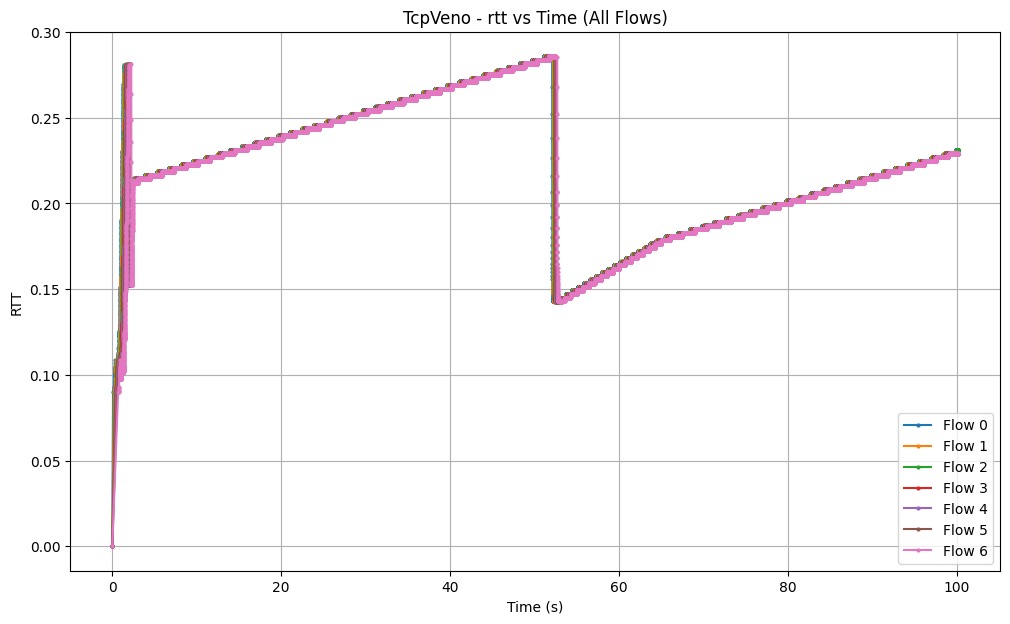 TcpVeno - rtt vs Time (All Flows)
0.30
0.25
0.20
0.15
0.10
0.05
0.00
RTT
0 20 40 60 80 100
Time (s)
Flow 0
Flow 1
Flow 2
Flow 3
Flow 4
Flow 5
Flow 6